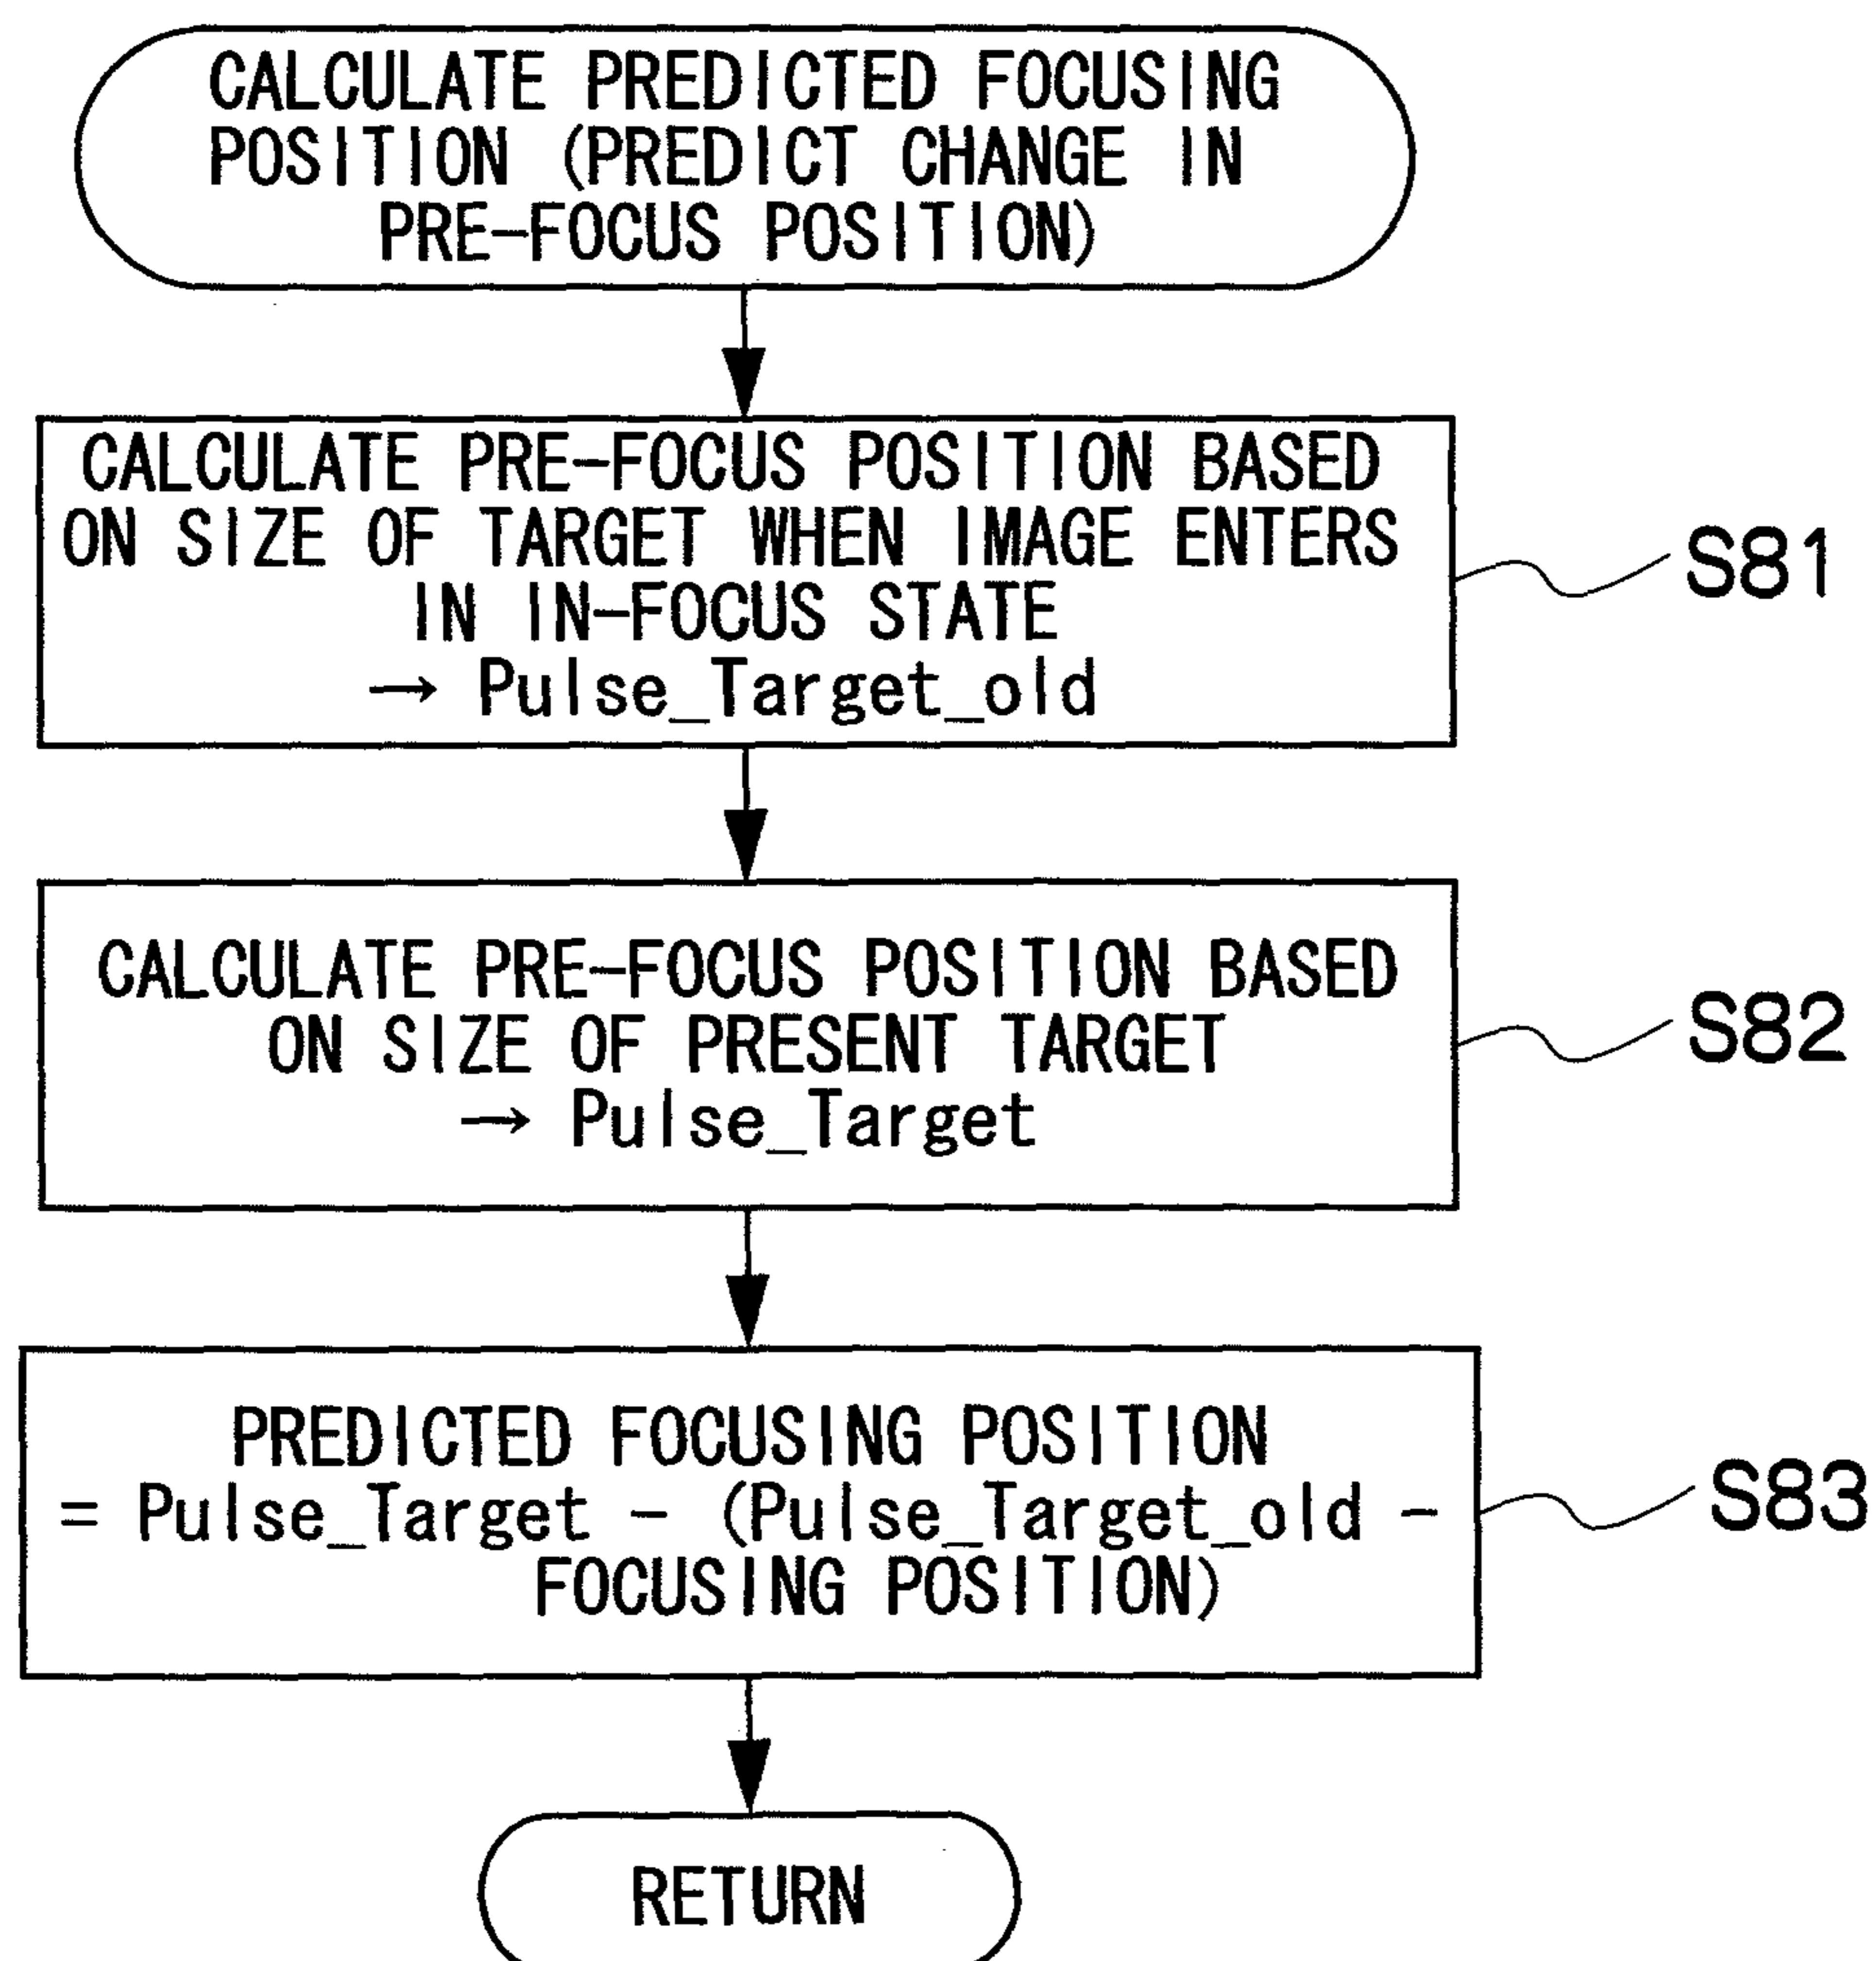 CALCULATE PREDICTED FOCUSING
POSITION (PREDICT CHANGE IN
PRE-FOCUS POSITION)
CALCULATE PRE-FOCUS POSITION BASED
ON SIZE OF TARGET WHEN IMAGE ENTERS
IN IN-FOCUS STATE
→ Pulse_Target_old
S81
CALCULATE PRE-FOCUS POSITION BASED
ON SIZE OF PRESENT TARGET
→ Pulse_Target
S82
PREDICTED FOCUSING POSITION
= Pulse_Target - (Pulse_Target_old -
FOCUSING POSITION)
S83
RETURN